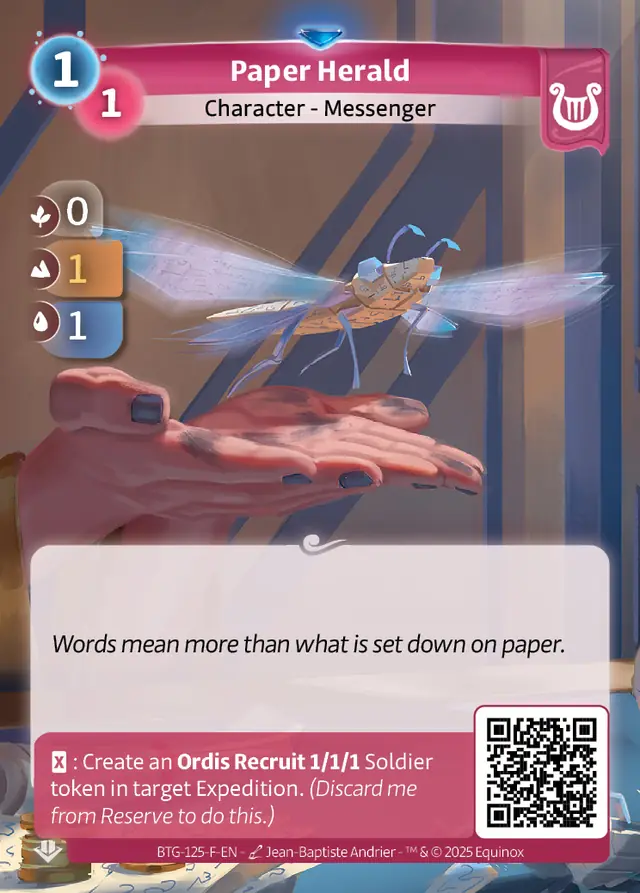 1
Paper Herald
1
Character - Messenger
0
1
1
Words mean more than what is set down on paper.
X : Create an Ordis Recruit 1/1/1 Soldier
token in target Expedition. (Discard me
from Reserve to do this.)
BTG-125-F-EN - Jean-Baptiste Andrier - ™ & © 2025 Equinox